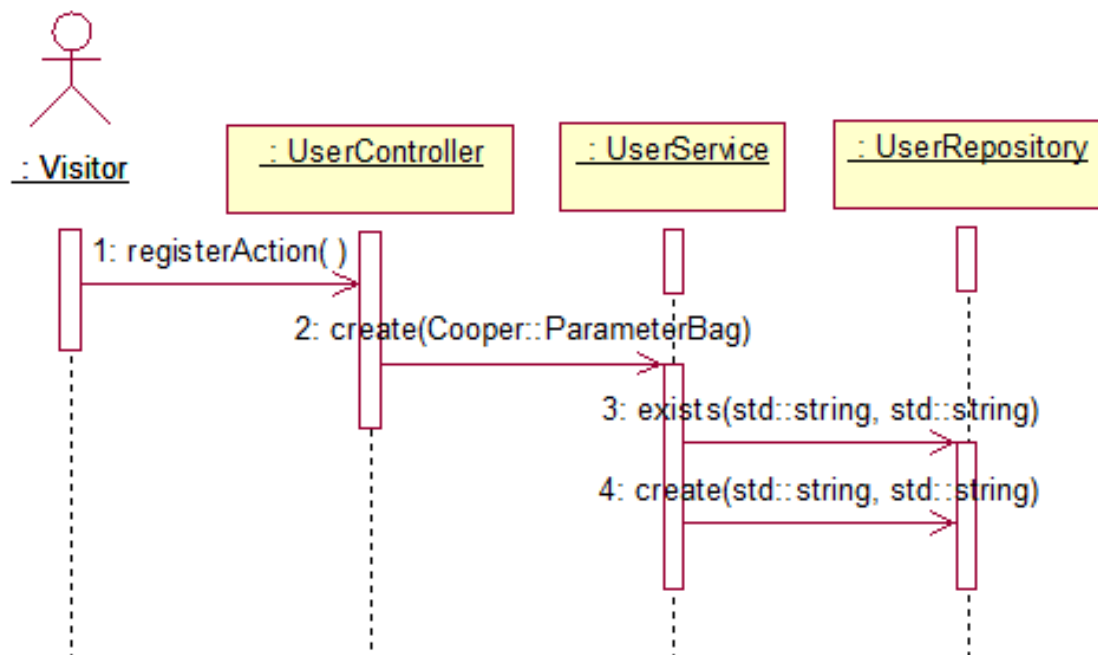 : Visitor
: UserController
: UserService
: UserRepository
1: registerAction( )
2: create(Cooper::ParameterBag)
3: exists(std::string, std::string)
4: create(std::string, std::string)